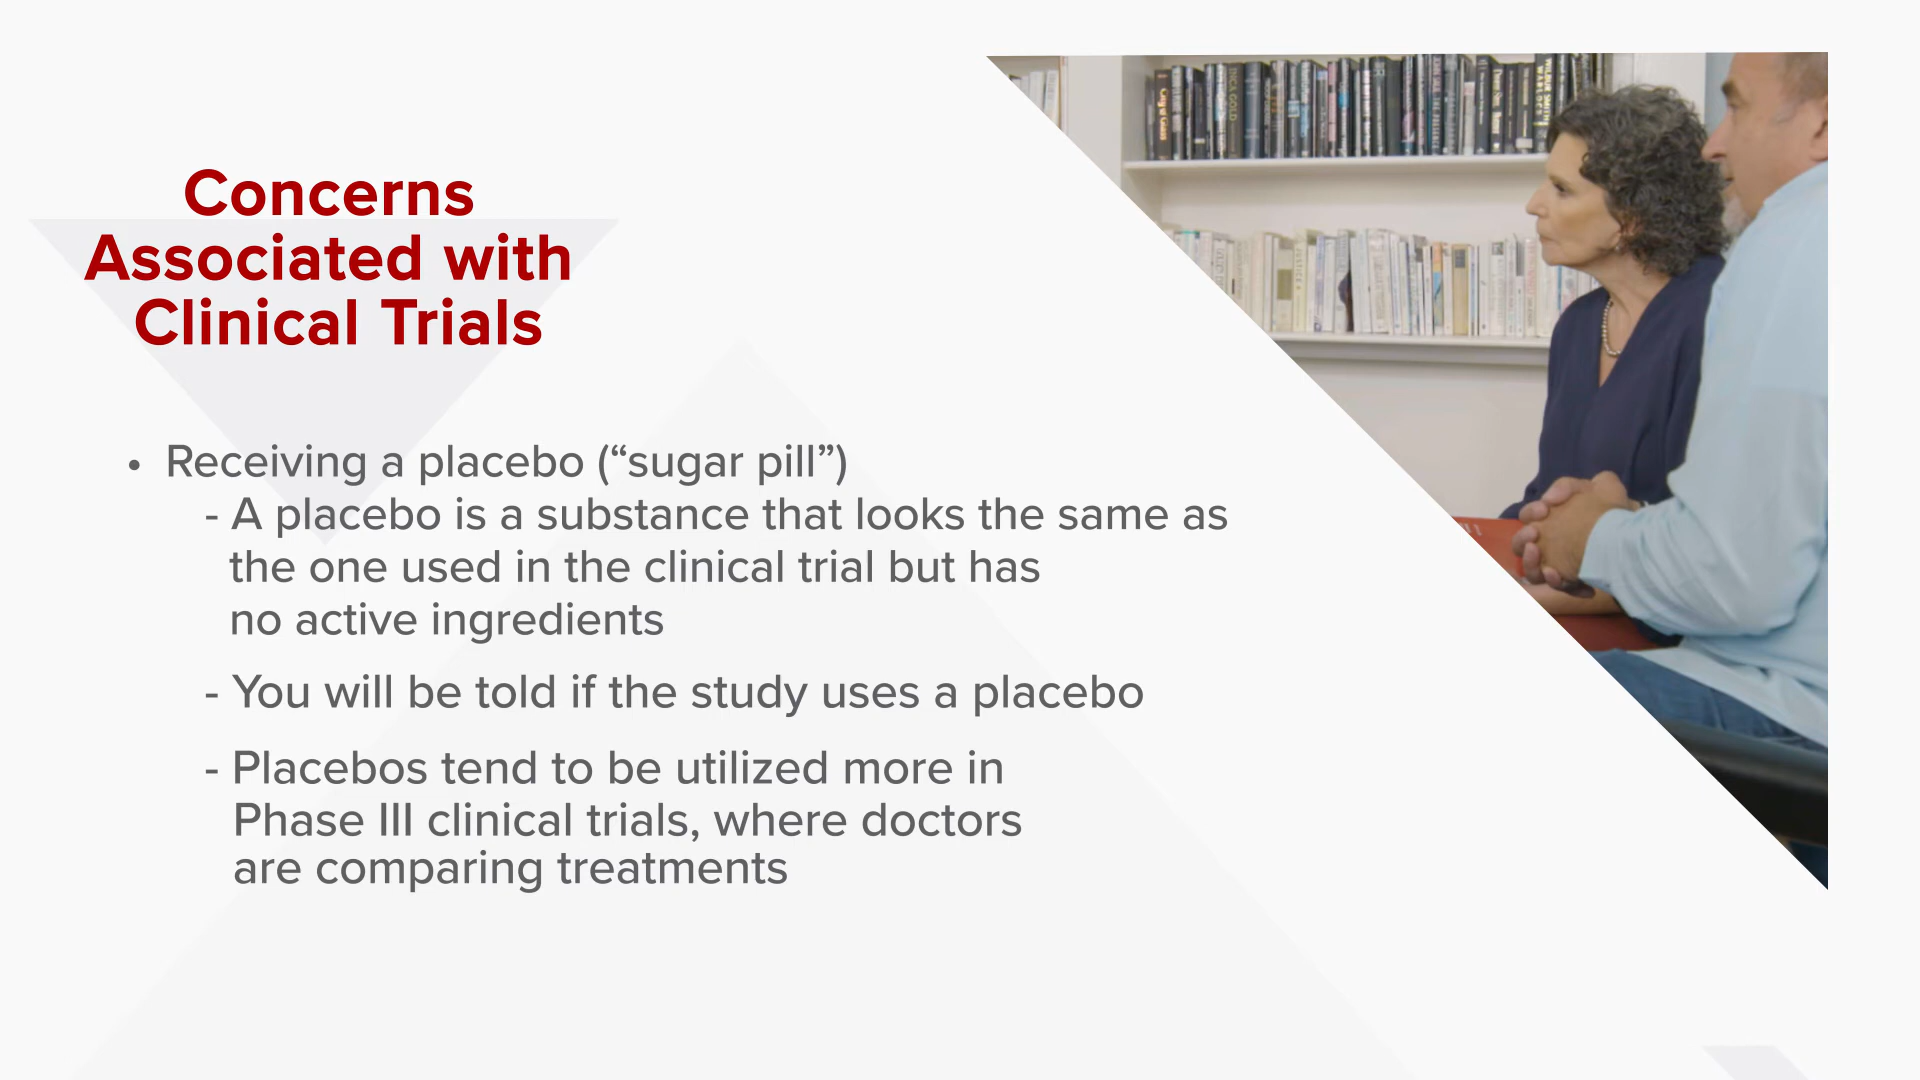 Concerns
Associated with
Clinical Trials
• Receiving a placebo (“sugar pill”)
- A placebo is a substance that looks the same as
the one used in the clinical trial but has
no active ingredients
- You will be told if the study uses a placebo
- Placebos tend to be utilized more in
Phase III clinical trials, where doctors
are comparing treatments